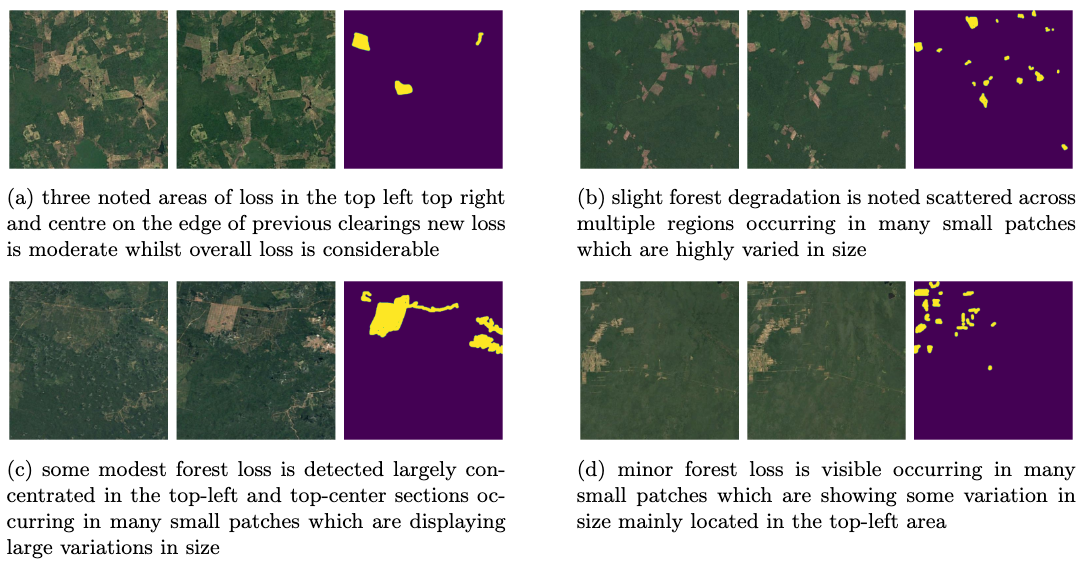 (a) three noted areas of loss in the top left top right
and centre on the edge of previous clearings new loss
is moderate whilst overall loss is considerable
(b) slight forest degradation is noted scattered across
multiple regions occurring in many small patches
which are highly varied in size
(c) some modest forest loss is detected largely con-
centrated in the top-left and top-center sections oc-
curring in many small patches which are displaying
large variations in size
(d) minor forest loss is visible occurring in many
small patches which are showing some variation in
size mainly located in the top-left area